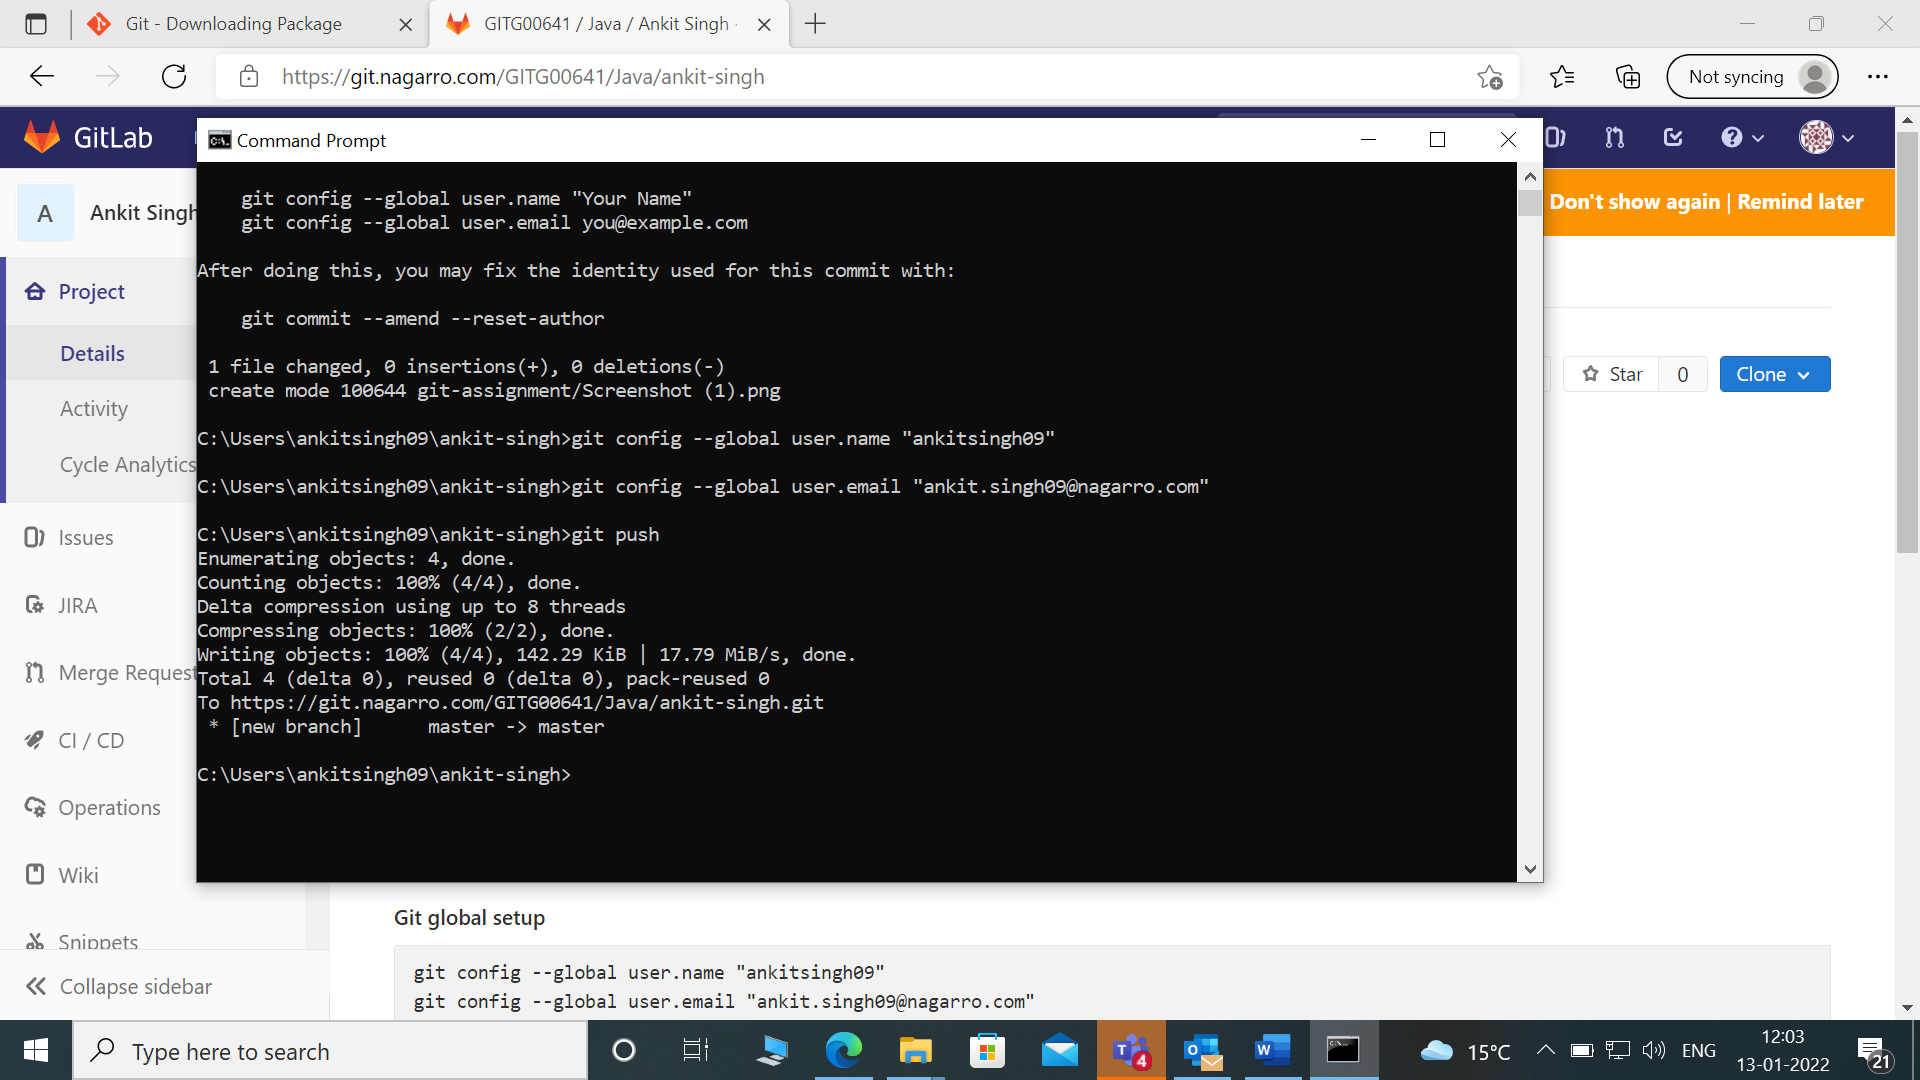 Git - Downloading Package
GITG00641 / Java / Ankit Singh ·
https://git.nagarro.com/GITG00641/Java/ankit-singh
Not syncing
GitLab
Command Prompt
Don't show again | Remind later
A
Ankit Singh
Project
Details
Activity
Cycle Analytics
Issues
JIRA
Merge Request
CI / CD
Operations
Wiki
Snippets
Collapse sidebar
Star
0
Clone
git config --global user.name "Your Name"
git config --global user.email you@example.com
After doing this, you may fix the identity used for this commit with:
git commit --amend --reset-author
1 file changed, 0 insertions(+), 0 deletions(-)
create mode 100644 git-assignment/Screenshot (1).png
C:\Users\ankitsingh09\ankit-singh>git config --global user.name "ankitsingh09"
C:\Users\ankitsingh09\ankit-singh>git config --global user.email "ankit.singh09@nagarro.com"
C:\Users\ankitsingh09\ankit-singh>git push
Enumerating objects: 4, done.
Counting objects: 100% (4/4), done.
Delta compression using up to 8 threads
Compressing objects: 100% (2/2), done.
Writing objects: 100% (4/4), 142.29 KiB | 17.79 MiB/s, done.
Total 4 (delta 0), reused 0 (delta 0), pack-reused 0
To https://git.nagarro.com/GITG00641/Java/ankit-singh.git
* [new branch]      master -> master
C:\Users\ankitsingh09\ankit-singh>
Git global setup
git config --global user.name "ankitsingh09"
git config --global user.email "ankit.singh09@nagarro.com"
Type here to search
4
15°C
ENG
12:03
13-01-2022
21